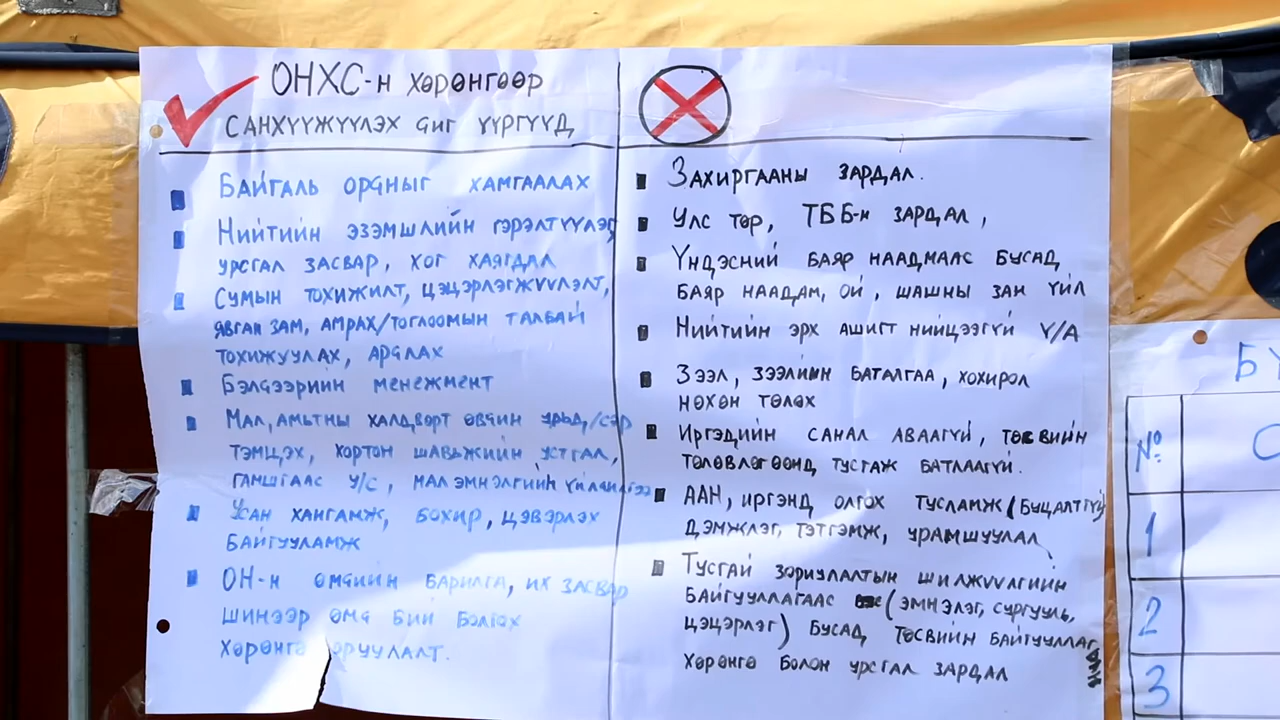 ОНХС-н хөрөнгөөр
санхүүжүүлэх чиг үүргүүд
Байгаль орчныг хамгаалах
Нийтийн эзэмшлийн гэрэлтүүлэг,
урсгал засвар, хог хаягдал
Сумын тохижилт, цэцэрлэгжүүлэлт,
явган зам, амрах/тоглоомын талбай
тохижуулах, арчлах
Бэлчээрийн менежмент
Мал, амьтны халдварт өвчин урьд/сэр
тэмцэх, хортон шавьжийн устгал,
гамшгаас у/с, мал эмнэлгийн үйлчилгээ
Усан хангамж, бохир, цэвэрлэх
байгууламж
ОН-н өмчийн барилга, их засвар
шинээр өмч бий болгох
хөрөнгө оруулалт.
Захиргааны зардал.
Улс төр, ТББ-н зардал,
Үндэсний баяр наадмаас бусад
баяр наадам, ой, шашны зан үйл
Нийтийн эрх ашигт нийцээгүй ү/а
Зээл, зээлийн баталгаа, хохирол
нөхөн төлөх
Иргэдийн санал аваагүй, төсвийн
төлөвлөгөөнд тусгаж батлаагүй.
ААН, иргэнд олгох тусламж (буцалтгүй
дэмжлэг, тэтгэмж, урамшуулал
Тусгай зориулалтын шилжүүлгийн
байгууллагаас (эмнэлэг, сургууль,
цэцэрлэг) бусад төсвийн байгууллаг
хөрөнгө болон урсгал зардал
№
1
2
3